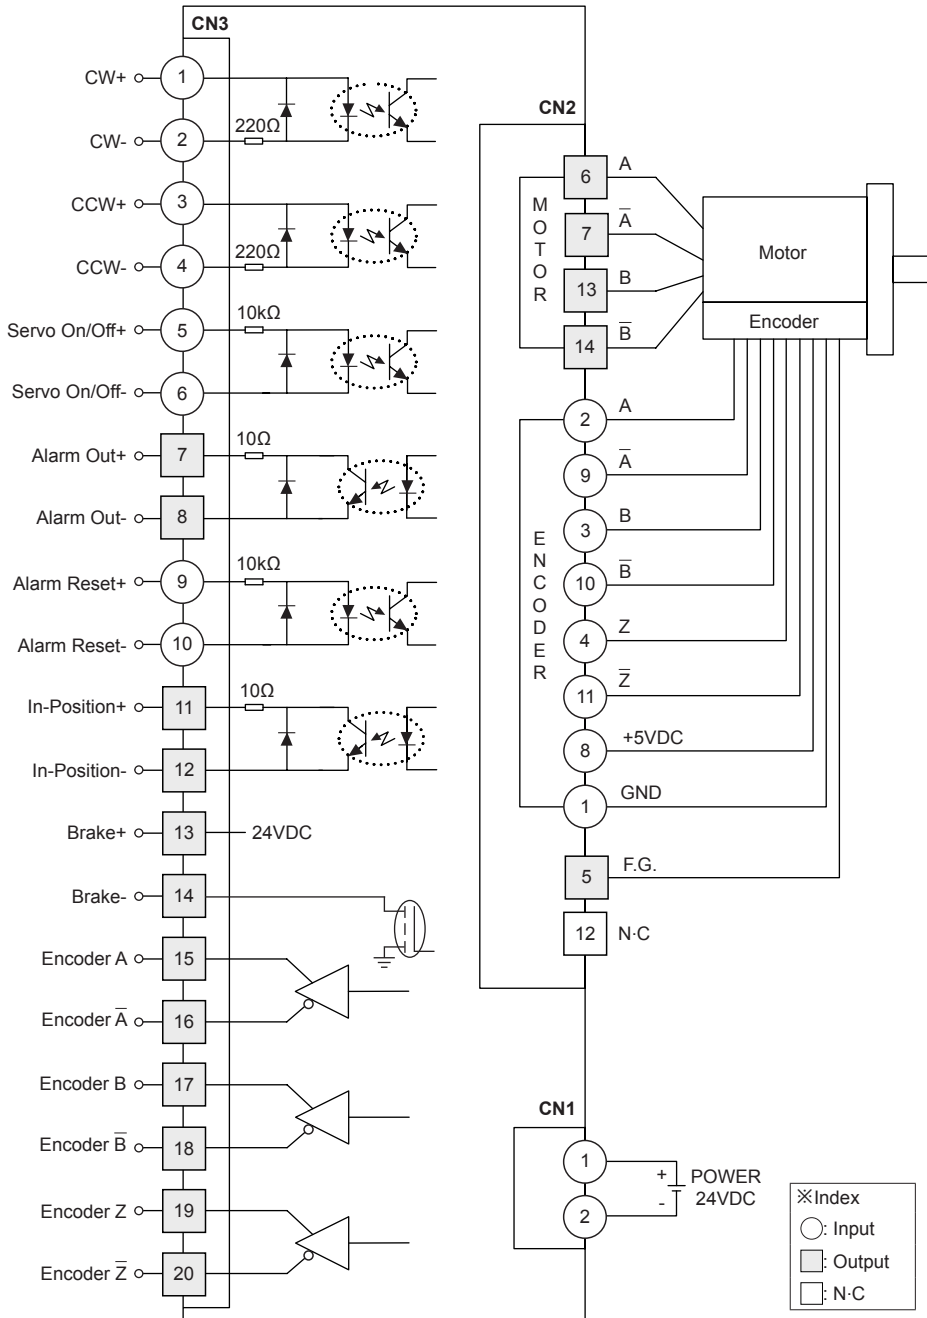 CN3
CW+ 1
CW- 2 220Ω
CCW+ 3
CCW- 4 220Ω
Servo On/Off+ 5 10kΩ
Servo On/Off- 6
Alarm Out+ 7 10Ω
Alarm Out- 8
Alarm Reset+ 9 10kΩ
Alarm Reset- 10
In-Position+ 11 10Ω
In-Position- 12
Brake+ 13 24VDC
Brake- 14
Encoder A 15
Encoder A̅ 16
Encoder B 17
Encoder B̅ 18
Encoder Z 19
Encoder Z̅ 20
CN2
MOTOR
6 A
7 A̅
13 B
14 B̅
Motor
Encoder
ENCODER
2 A
9 A̅
3 B
10 B̅
4 Z
11 Z̅
8 +5VDC
1 GND
5 F.G.
12 N·C
CN1
1 +
2 -
POWER
24VDC
※Index
: Input
: Output
: N·C